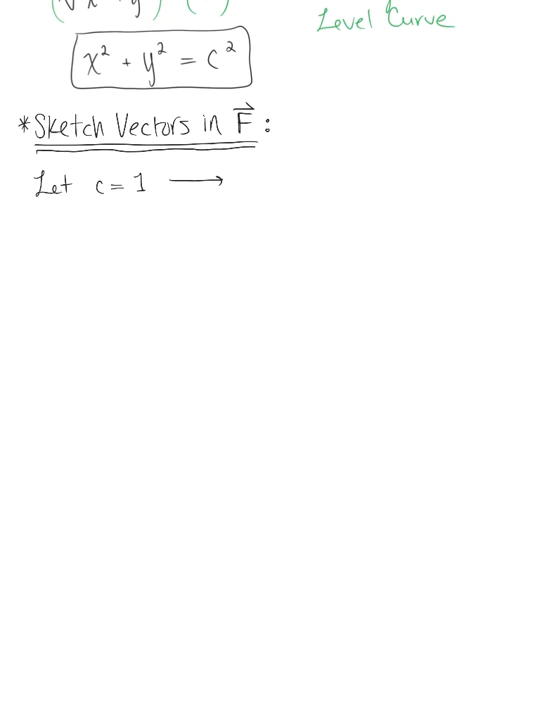 Level Curve
x² + y² = c²
*Sketch Vectors in F⃗ :
Let c = 1 ⟶